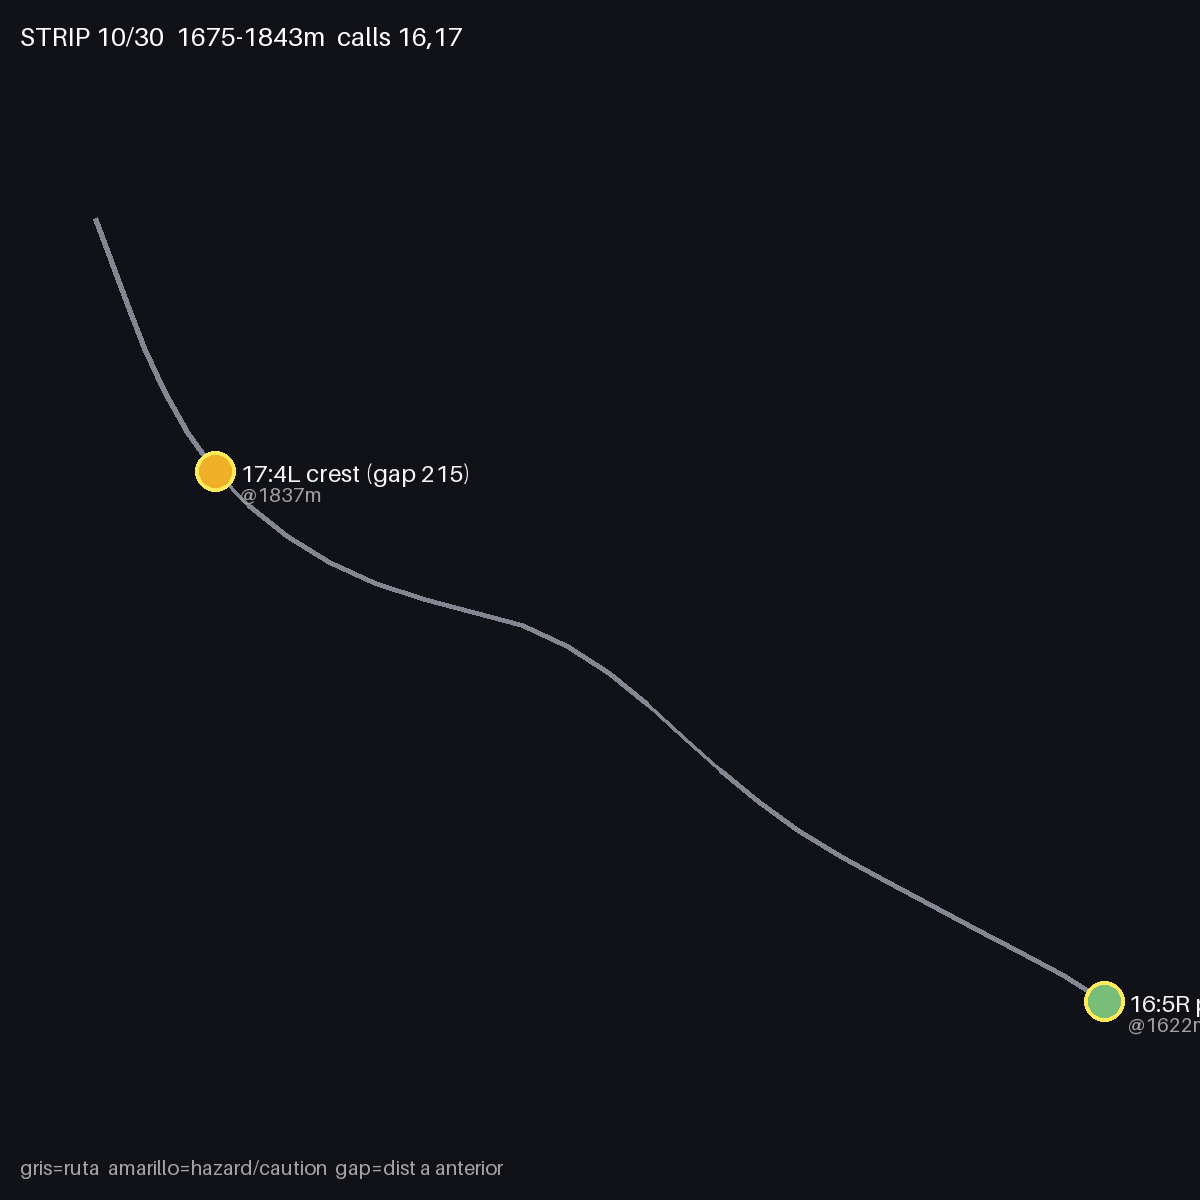 STRIP 10/30  1675-1843m  calls 16,17
17:4L crest (gap 215)
@1837m
16:5R
@1622m
gris=ruta  amarillo=hazard/caution  gap=dist a anterior